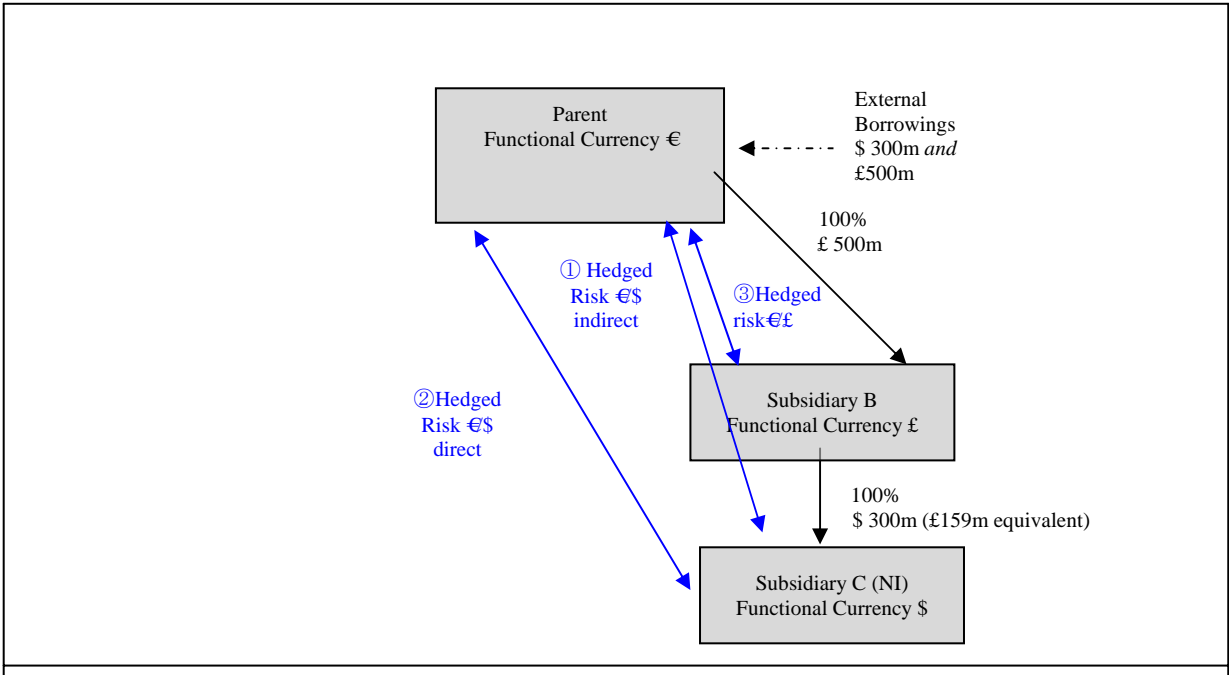 Parent
Functional Currency €
External
Borrowings
$ 300m and
£500m
100%
£ 500m
① Hedged
Risk €/$
indirect
③Hedged
risk€/£
②Hedged
Risk €/$
direct
Subsidiary B
Functional Currency £
100%
$ 300m (£159m equivalent)
Subsidiary C (NI)
Functional Currency $